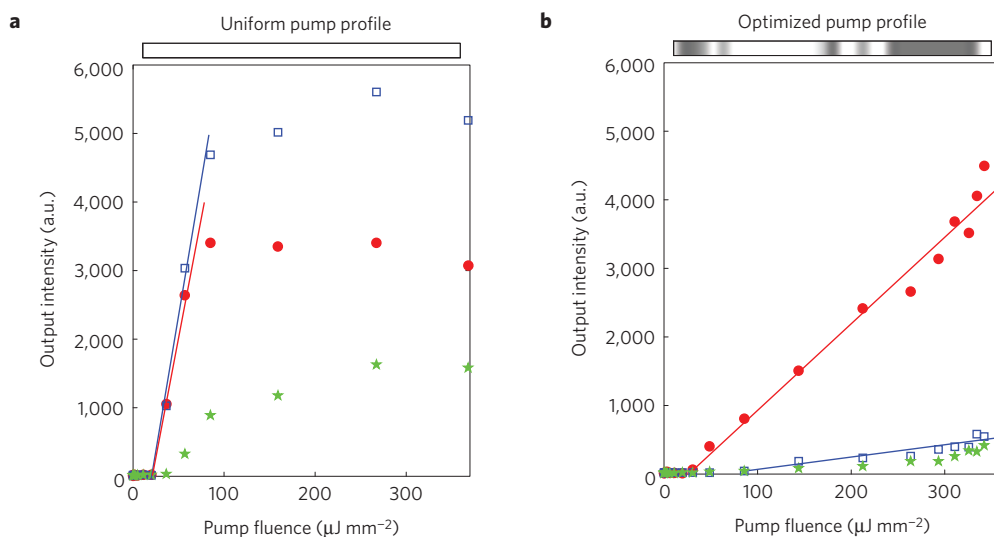 a
Uniform pump profile
6,000
5,000
4,000
3,000
2,000
1,000
0
0
100
200
300
Output intensity (a.u.)
Pump fluence (μJ mm⁻²)
b
Optimized pump profile
6,000
5,000
4,000
3,000
2,000
1,000
0
0
100
200
300
Output intensity (a.u.)
Pump fluence (μJ mm⁻²)